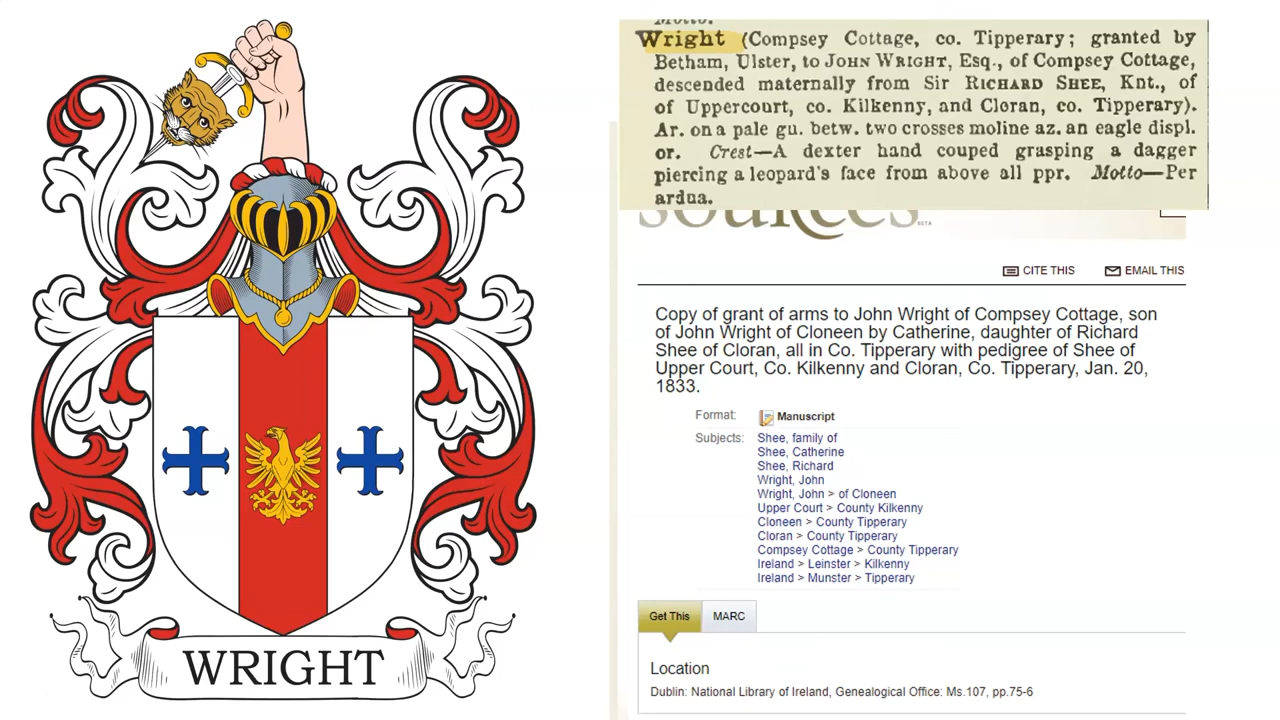 WRIGHT
Motto.
Wright (Compsey Cottage, co. Tipperary; granted by
Betham, Ulster, to JOHN WRIGHT, Esq., of Compsey Cottage,
descended maternally from Sir RICHARD SHEE, Knt., of
of Uppercourt, co. Kilkenny, and Cloran, co. Tipperary).
Ar. on a pale gu. betw. two crosses moline az. an eagle displ.
or. Crest—A dexter hand couped grasping a dagger
piercing a leopard's face from above all ppr. Motto—Per
ardua.
sources
BETA
CITE THIS
EMAIL THIS
Copy of grant of arms to John Wright of Compsey Cottage, son
of John Wright of Cloneen by Catherine, daughter of Richard
Shee of Cloran, all in Co. Tipperary with pedigree of Shee of
Upper Court, Co. Kilkenny and Cloran, Co. Tipperary, Jan. 20,
1833.
Format: Manuscript
Subjects: Shee, family of
Shee, Catherine
Shee, Richard
Wright, John
Wright, John > of Cloneen
Upper Court > County Kilkenny
Cloneen > County Tipperary
Cloran > County Tipperary
Compsey Cottage > County Tipperary
Ireland > Leinster > Kilkenny
Ireland > Munster > Tipperary
Get This MARC
Location
Dublin: National Library of Ireland, Genealogical Office: Ms.107, pp.75-6